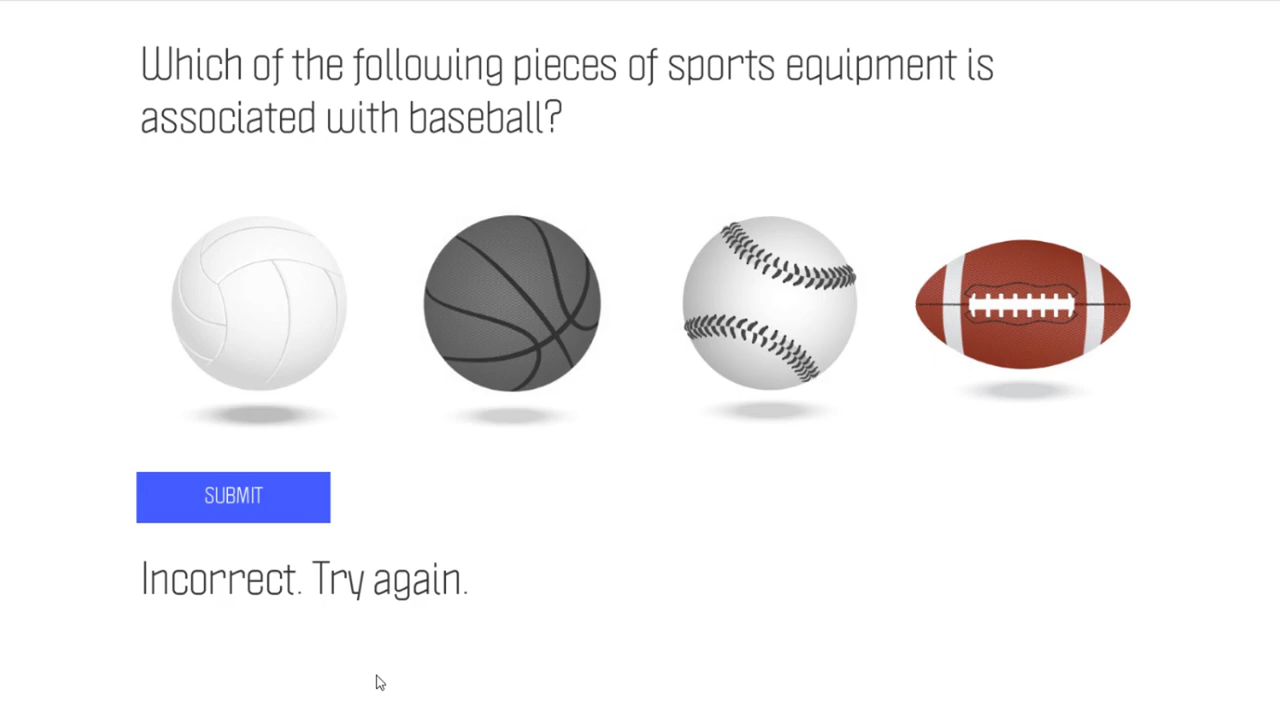 Which of the following pieces of sports equipment is
associated with baseball?
SUBMIT
Incorrect. Try again.